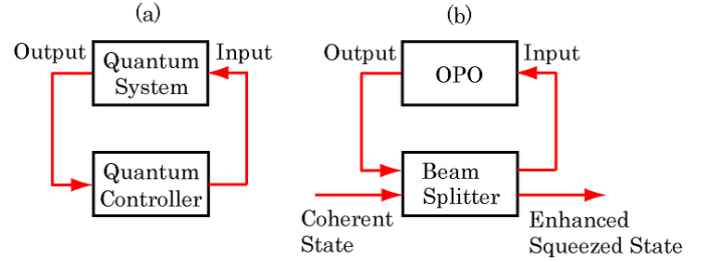 (a)
Output
Quantum
System
Input
Quantum
Controller
(b)
Output
OPO
Input
Beam
Splitter
Coherent
State
Enhanced
Squeezed State